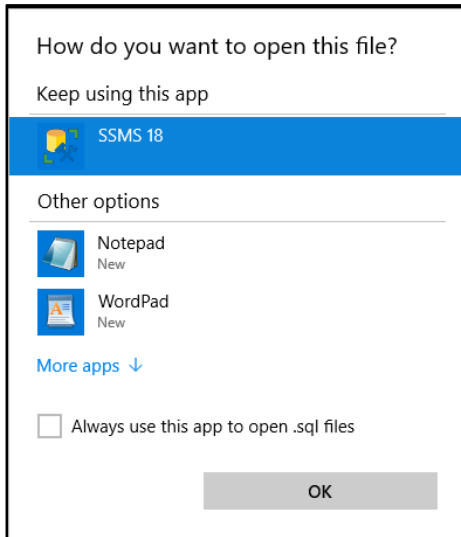 How do you want to open this file?
Keep using this app
SSMS 18
Other options
Notepad
New
WordPad
New
More apps ↓
Always use this app to open .sql files
OK